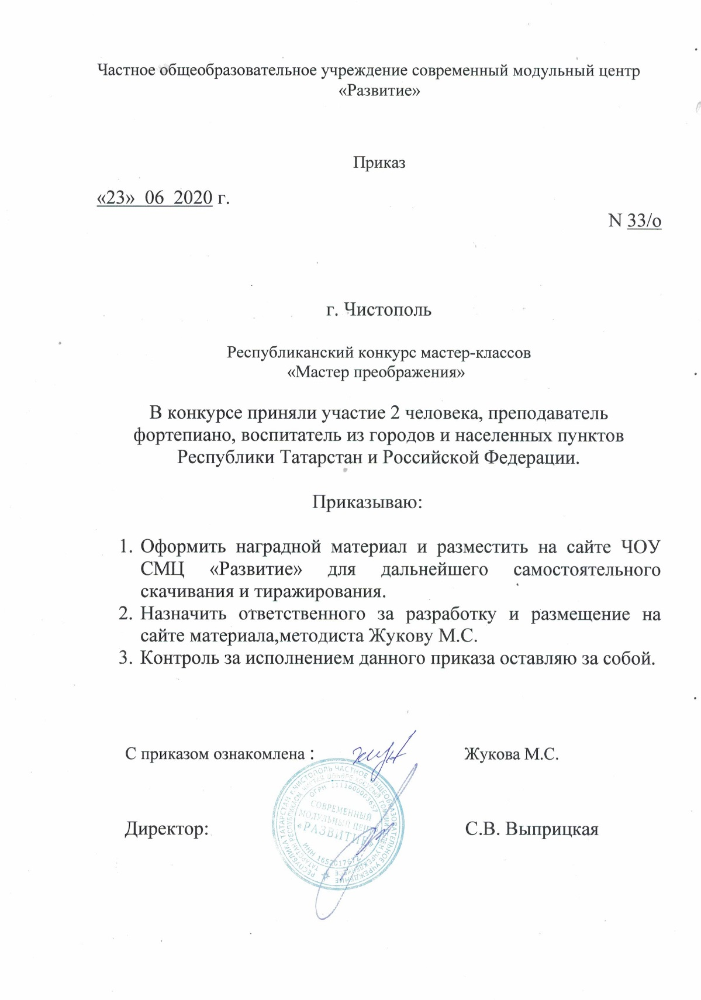 Частное общеобразовательное учреждение современный модульный центр
«Развитие»
Приказ
«23» 06 2020 г.
N 33/о
г. Чистополь
Республиканский конкурс мастер-классов
«Мастер преображения»
В конкурсе приняли участие 2 человека, преподаватель
фортепиано, воспитатель из городов и населенных пунктов
Республики Татарстан и Российской Федерации.
Приказываю:
1. Оформить наградной материал и разместить на сайте ЧОУ
СМЦ «Развитие» для дальнейшего самостоятельного
скачивания и тиражирования.
2. Назначить ответственного за разработку и размещение на
сайте материала,методиста Жукову М.С.
3. Контроль за исполнением данного приказа оставляю за собой.
С приказом ознакомлена : Жукова М.С.
Директор: С.В. Выприцкая
РЕСПУБЛИКА ТАТАРСТАН г.ЧИСТОПОЛЬ ЧАСТНОЕ ОБЩЕОБРАЗОВАТЕЛЬНОЕ УЧРЕЖДЕНИЕ
ОГРН 1111600003657
СОВРЕМЕННЫЙ
МОДУЛЬНЫЙ ЦЕНТР
«РАЗВИТИЕ»
ИНН 1652017672